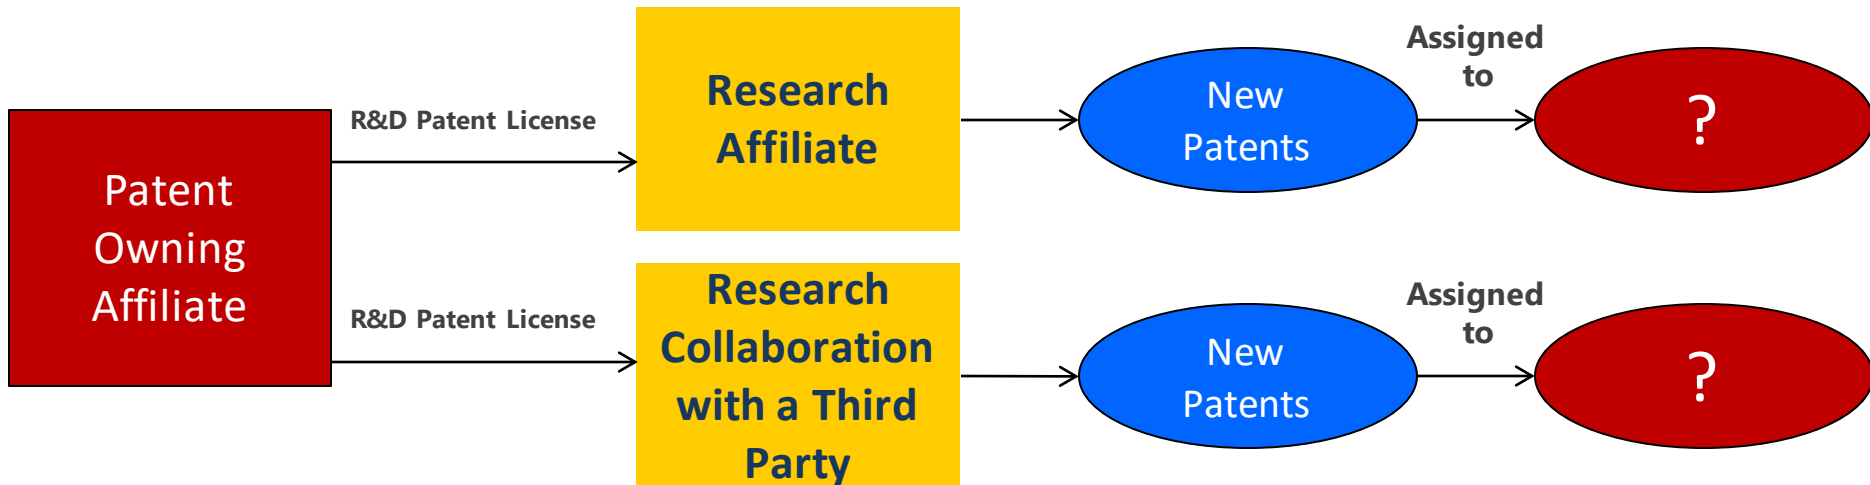 Patent
Owning
Affiliate
R&D Patent License
Research
Affiliate
New
Patents
Assigned
to
?
R&D Patent License
Research
Collaboration
with a Third
Party
New
Patents
Assigned
to
?